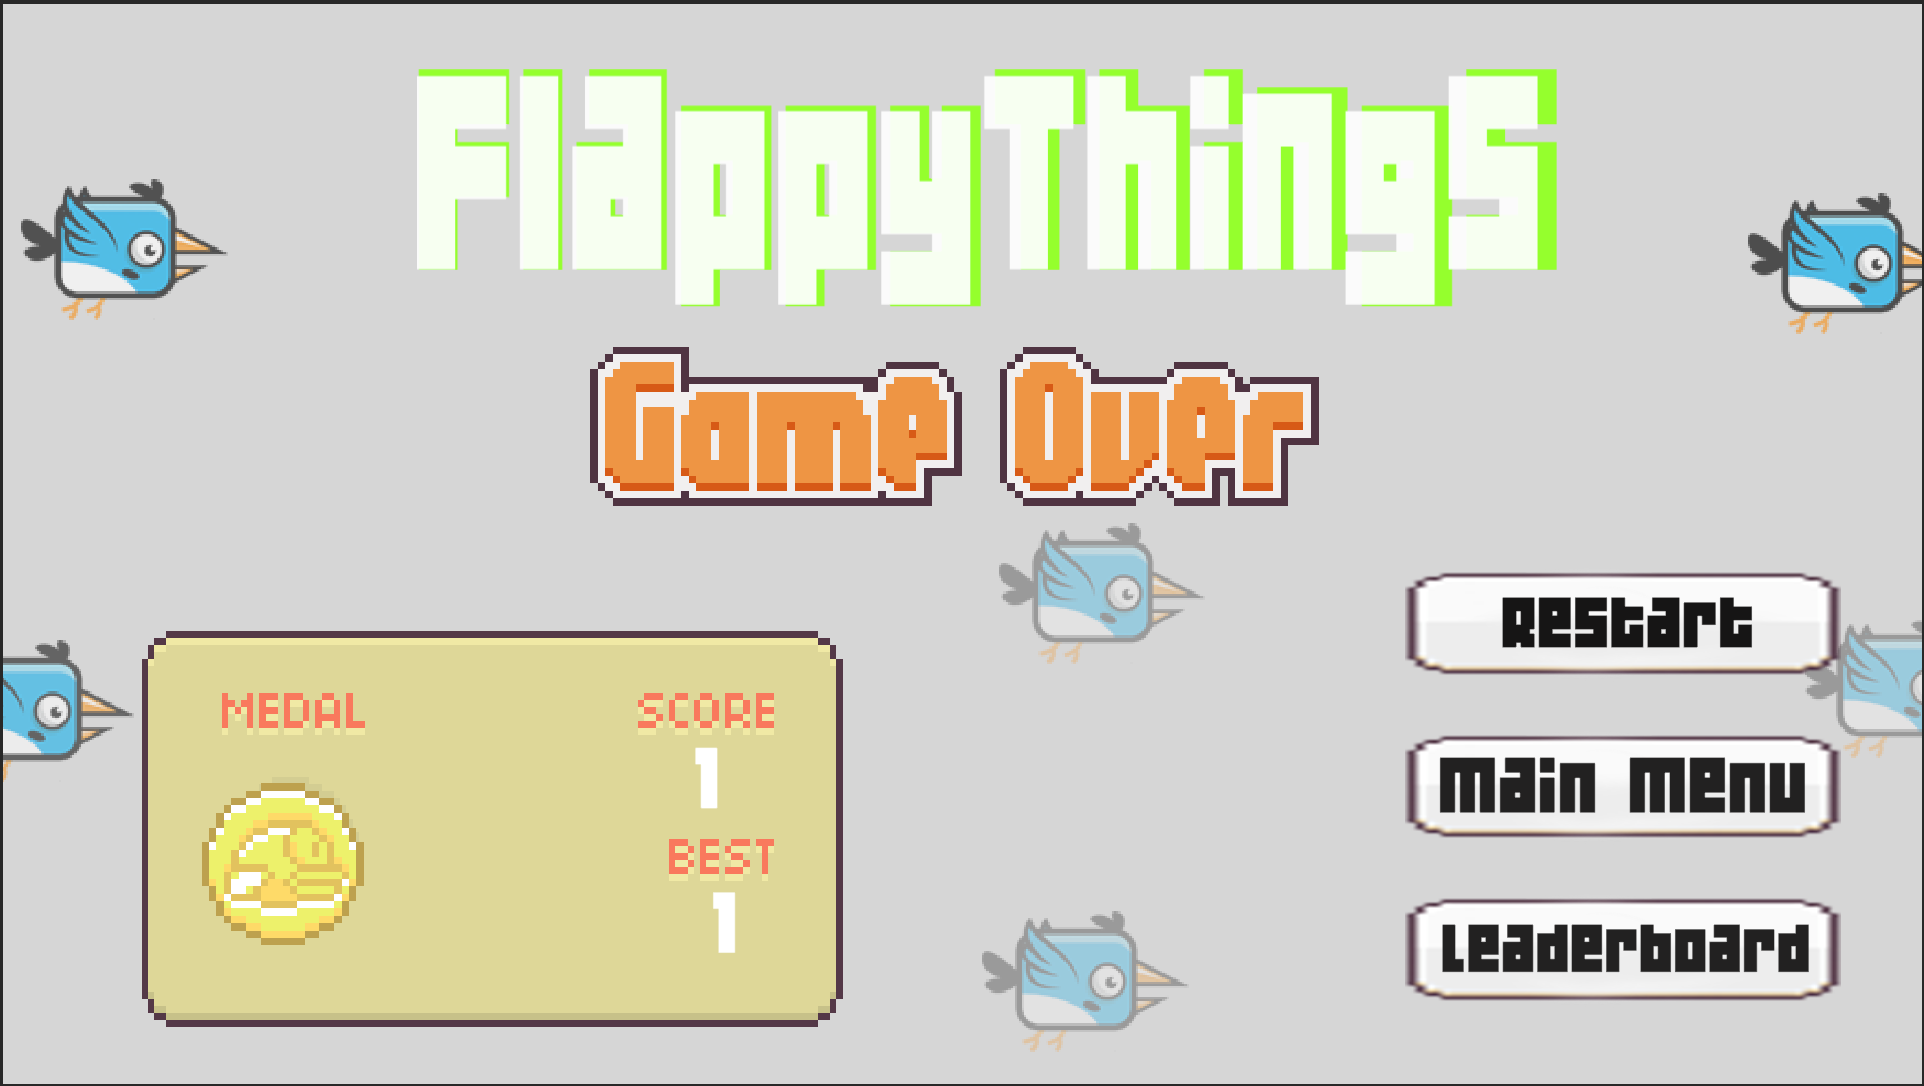 FlappyThings
Game Over
MEDAL
SCORE
1
BEST
1
Restart
Main Menu
Leaderboard